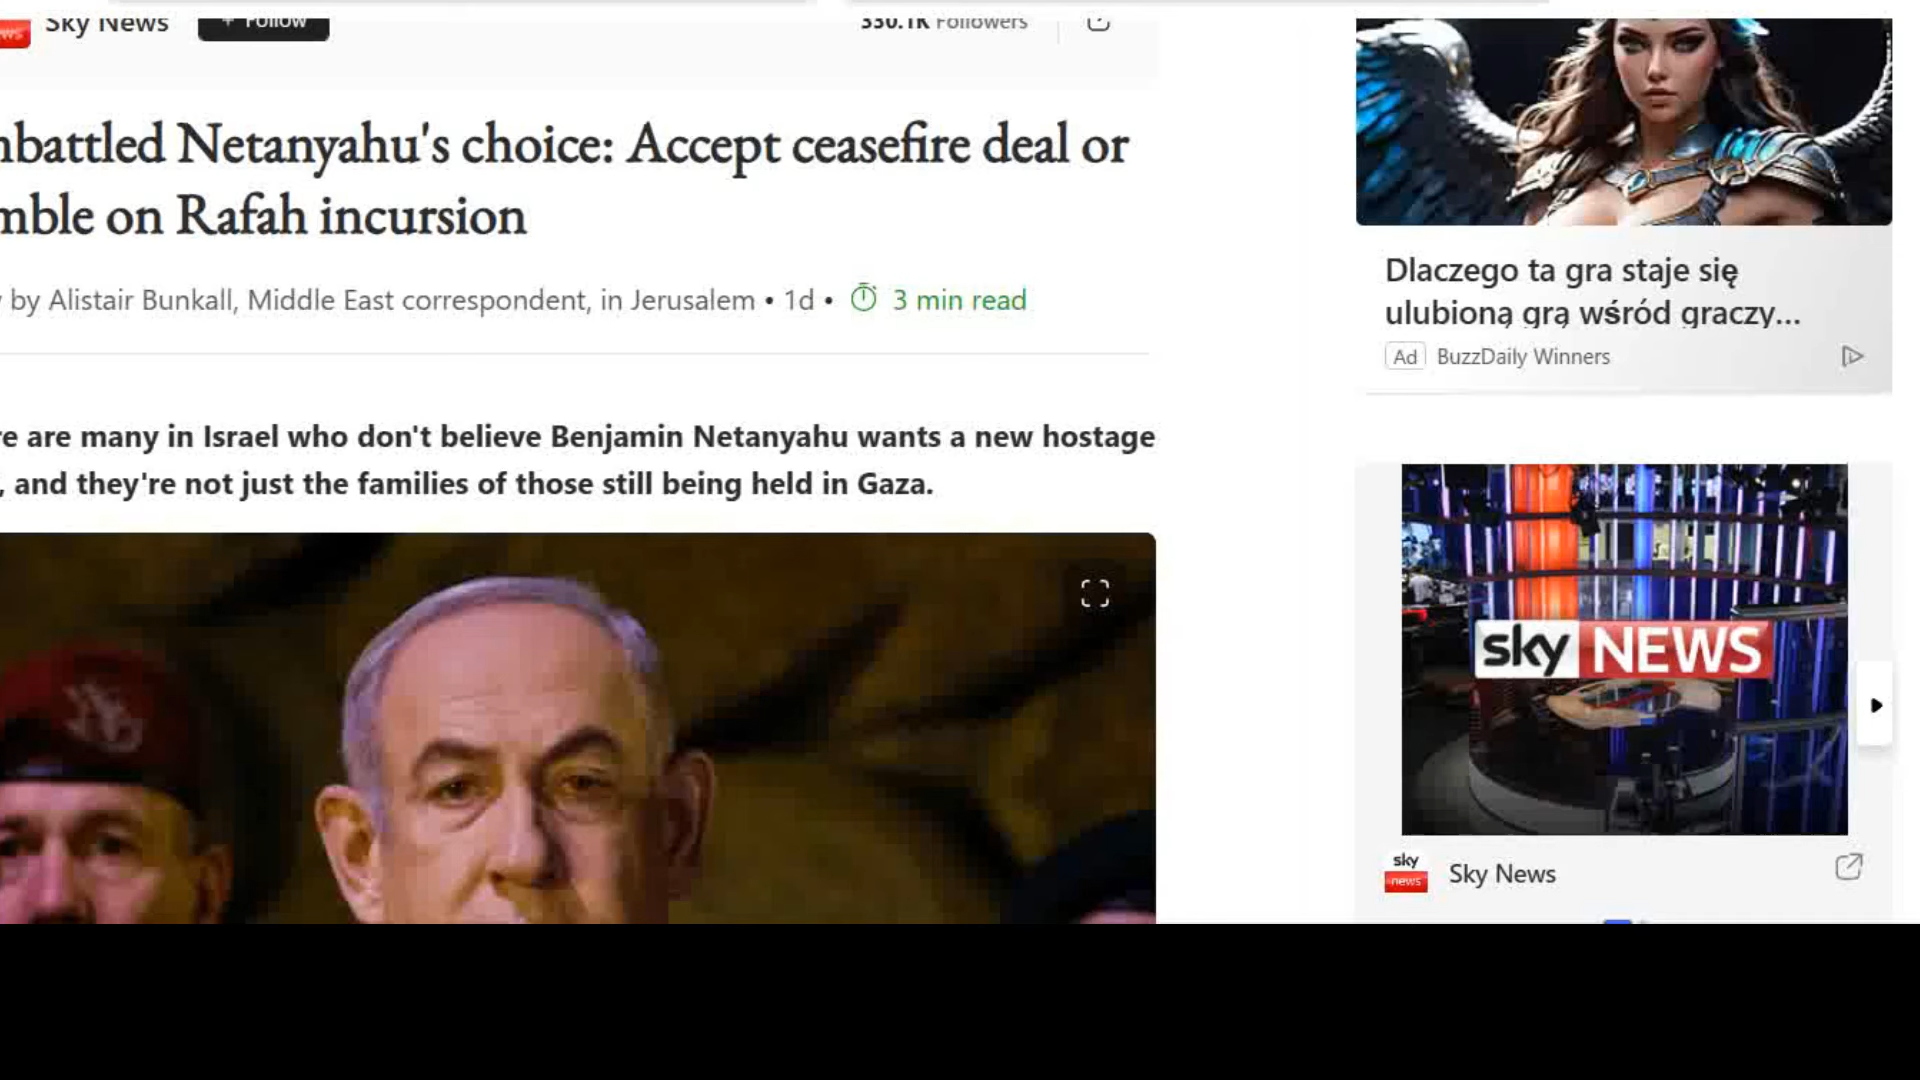 Sky News
+ Follow
330.1K Followers
Netanyahu's choice: Accept ceasefire deal or
on Rafah incursion
by Alistair Bunkall, Middle East correspondent, in Jerusalem • 1d • 3 min read
are many in Israel who don't believe Benjamin Netanyahu wants a new hostage
, and they're not just the families of those still being held in Gaza.
Dlaczego ta gra staje się
ulubioną grą wśród graczy...
Ad BuzzDaily Winners
sky NEWS
sky
news
Sky News